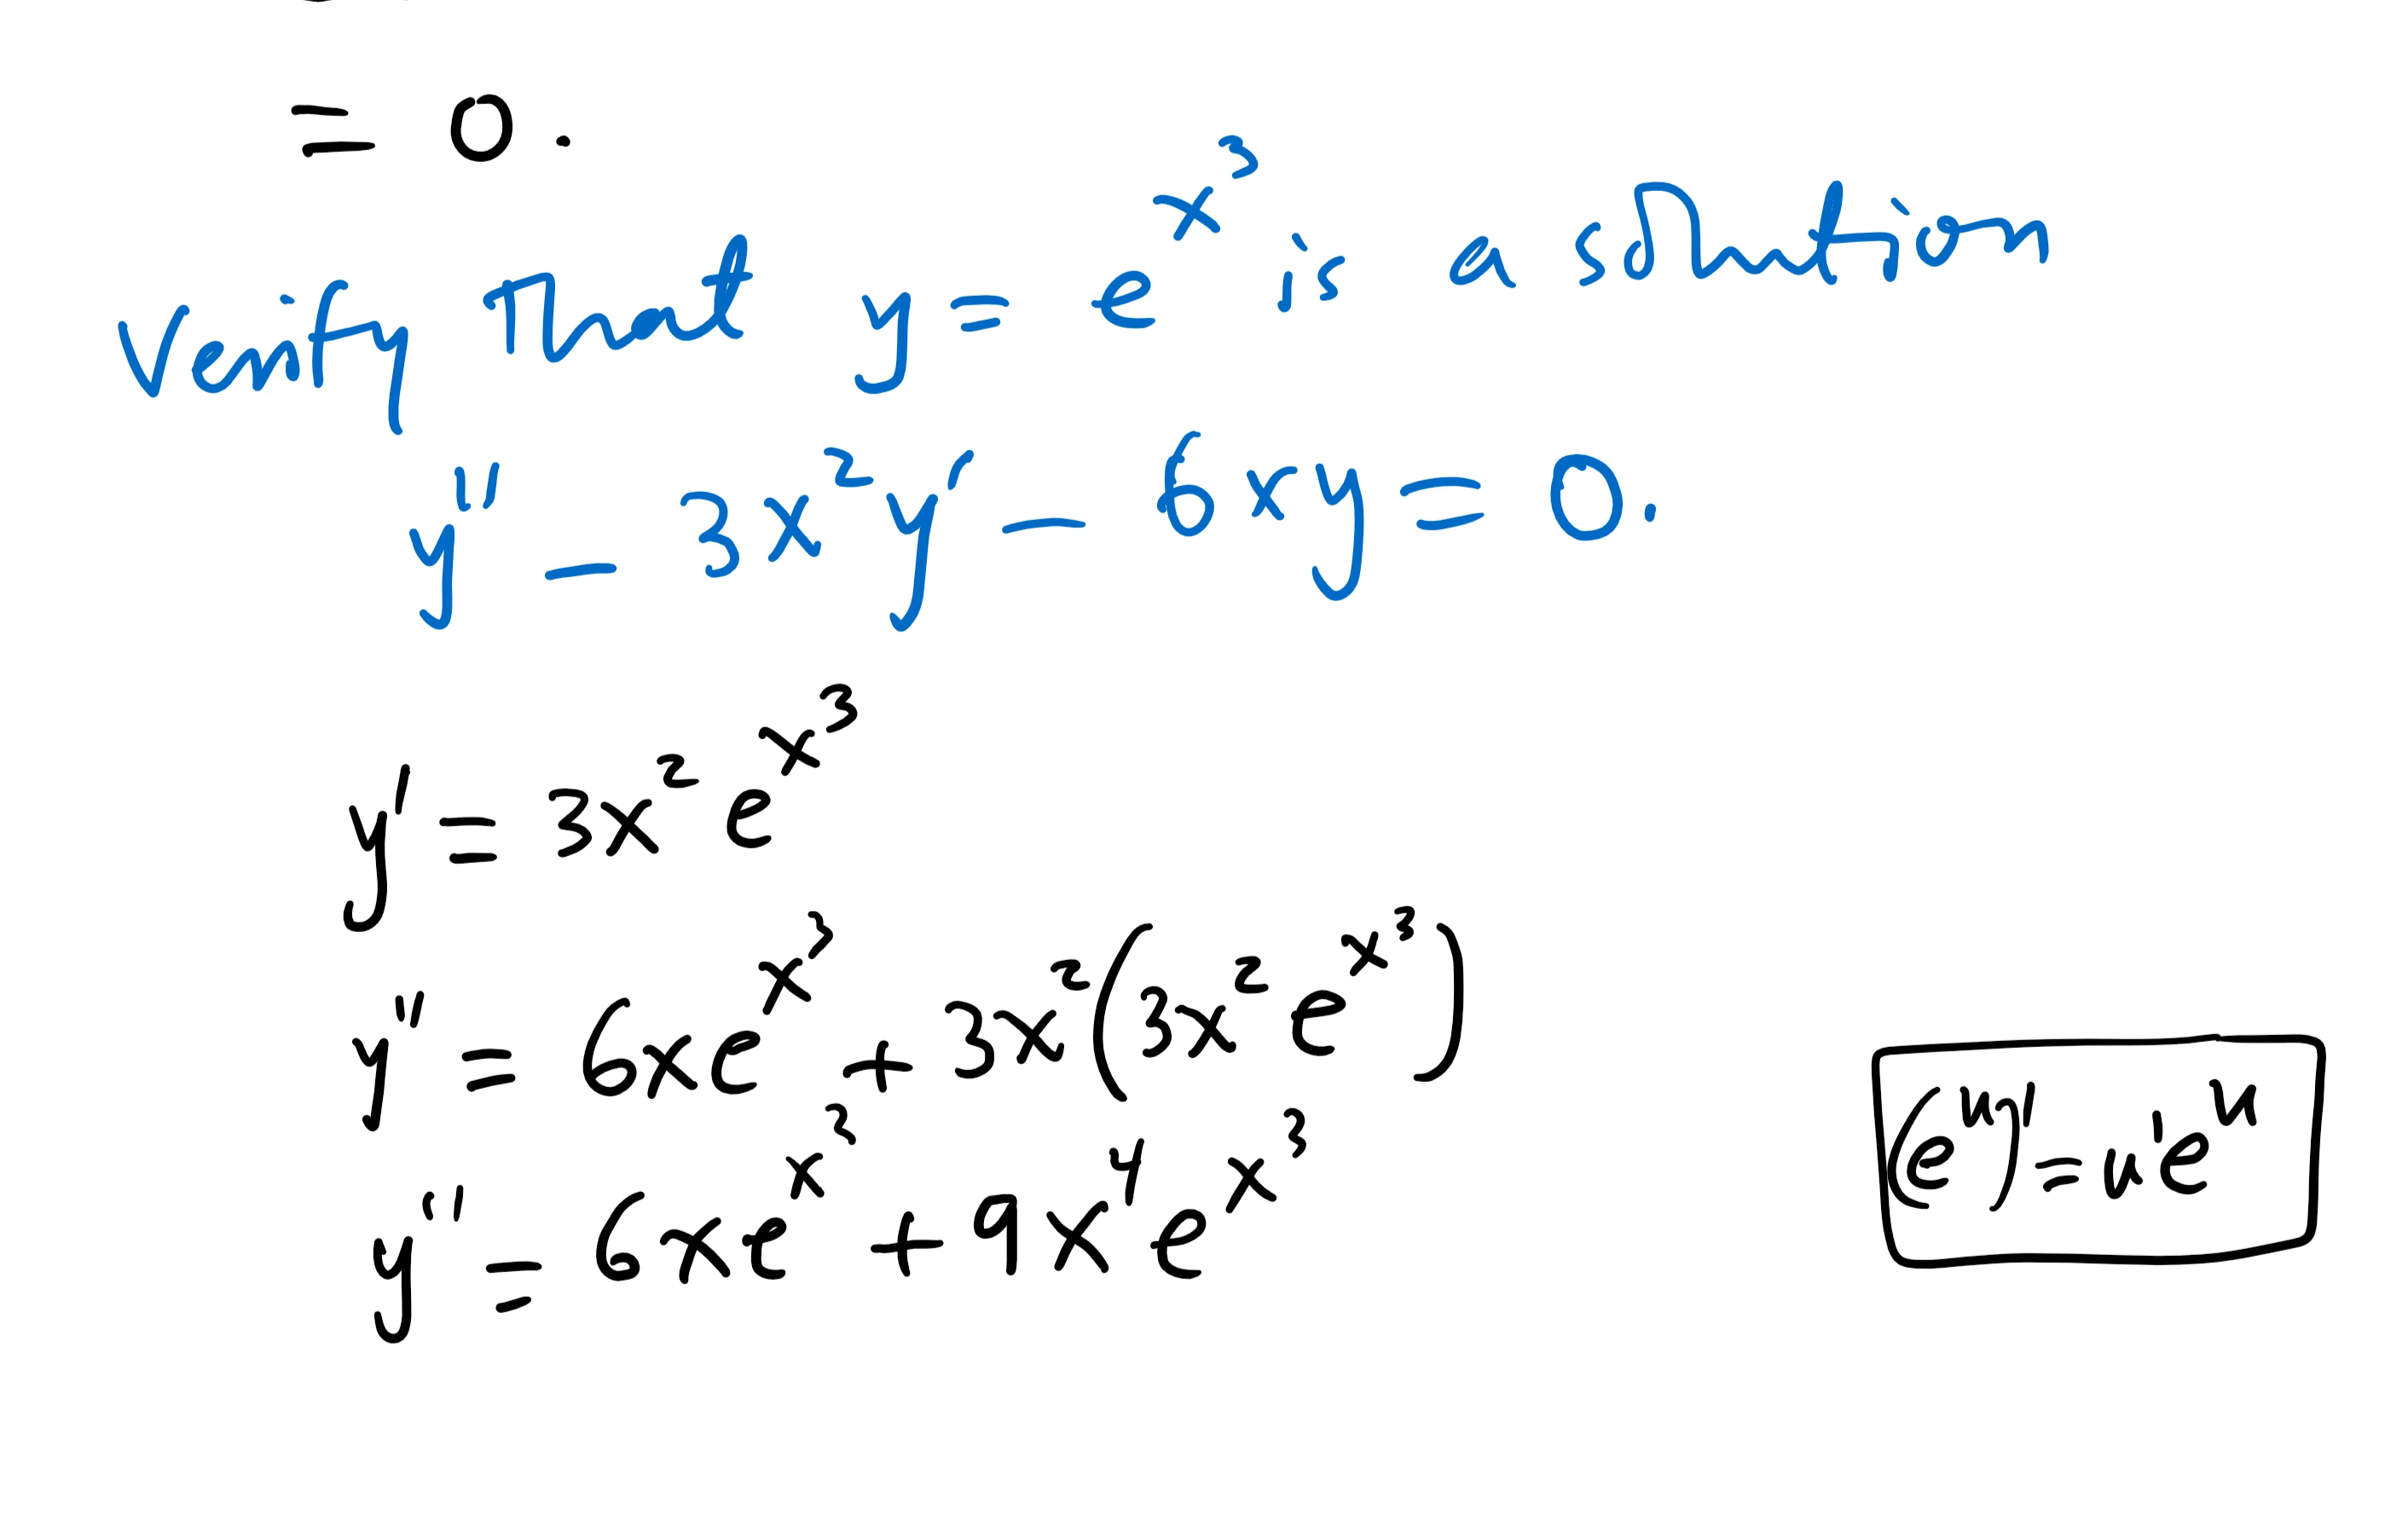 = 0.
Verify That y = e^{x^3} is a solution
y'' - 3x^2 y' - 6xy = 0.
y' = 3x^2 e^{x^3}
y'' = 6xe^{x^3} + 3x^2(3x^2 e^{x^3})
y'' = 6xe^{x^3} + 9x^4 e^{x^3}
(e^u)' = u'e^u